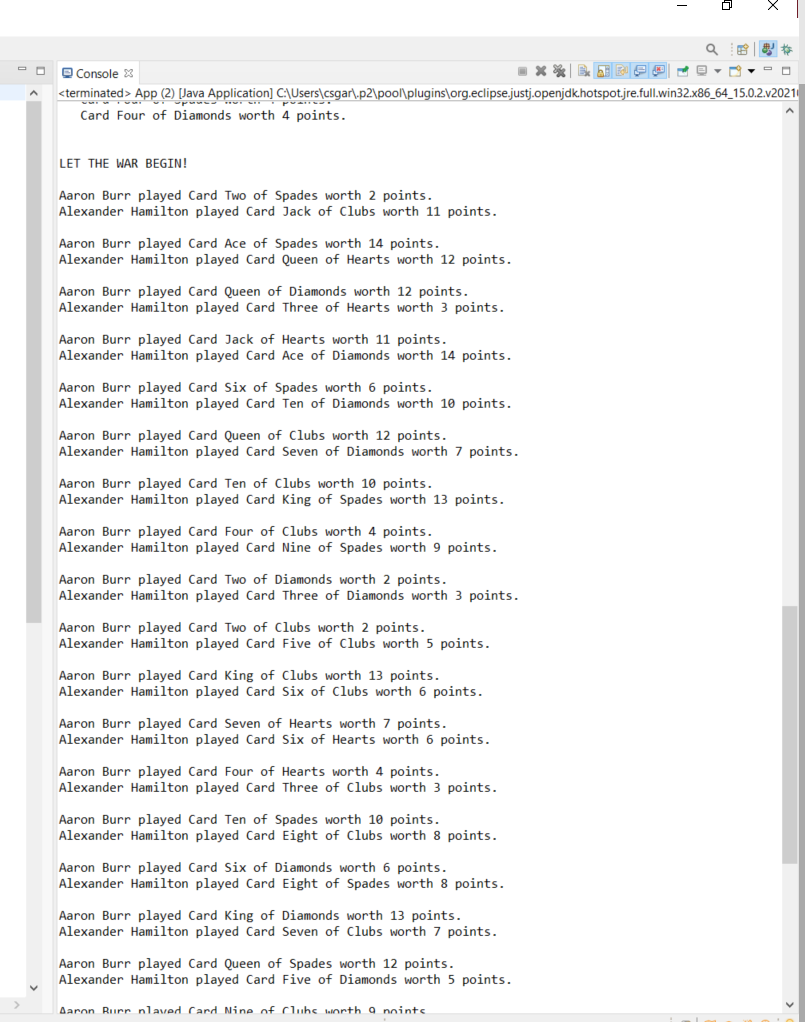 Console
<terminated> App (2) [Java Application] C:\Users\csgar\.p2\pool\plugins\org.eclipse.justj.openjdk.hotspot.jre.full.win32.x86_64_15.0.2.v2021
Card Four of Spades worth 4 points.
Card Four of Diamonds worth 4 points.
LET THE WAR BEGIN!
Aaron Burr played Card Two of Spades worth 2 points.
Alexander Hamilton played Card Jack of Clubs worth 11 points.
Aaron Burr played Card Ace of Spades worth 14 points.
Alexander Hamilton played Card Queen of Hearts worth 12 points.
Aaron Burr played Card Queen of Diamonds worth 12 points.
Alexander Hamilton played Card Three of Hearts worth 3 points.
Aaron Burr played Card Jack of Hearts worth 11 points.
Alexander Hamilton played Card Ace of Diamonds worth 14 points.
Aaron Burr played Card Six of Spades worth 6 points.
Alexander Hamilton played Card Ten of Diamonds worth 10 points.
Aaron Burr played Card Queen of Clubs worth 12 points.
Alexander Hamilton played Card Seven of Diamonds worth 7 points.
Aaron Burr played Card Ten of Clubs worth 10 points.
Alexander Hamilton played Card King of Spades worth 13 points.
Aaron Burr played Card Four of Clubs worth 4 points.
Alexander Hamilton played Card Nine of Spades worth 9 points.
Aaron Burr played Card Two of Diamonds worth 2 points.
Alexander Hamilton played Card Three of Diamonds worth 3 points.
Aaron Burr played Card Two of Clubs worth 2 points.
Alexander Hamilton played Card Five of Clubs worth 5 points.
Aaron Burr played Card King of Clubs worth 13 points.
Alexander Hamilton played Card Six of Clubs worth 6 points.
Aaron Burr played Card Seven of Hearts worth 7 points.
Alexander Hamilton played Card Six of Hearts worth 6 points.
Aaron Burr played Card Four of Hearts worth 4 points.
Alexander Hamilton played Card Three of Clubs worth 3 points.
Aaron Burr played Card Ten of Spades worth 10 points.
Alexander Hamilton played Card Eight of Clubs worth 8 points.
Aaron Burr played Card Six of Diamonds worth 6 points.
Alexander Hamilton played Card Eight of Spades worth 8 points.
Aaron Burr played Card King of Diamonds worth 13 points.
Alexander Hamilton played Card Seven of Clubs worth 7 points.
Aaron Burr played Card Queen of Spades worth 12 points.
Alexander Hamilton played Card Five of Diamonds worth 5 points.
Aaron Burr played Card Nine of Clubs worth 9 points